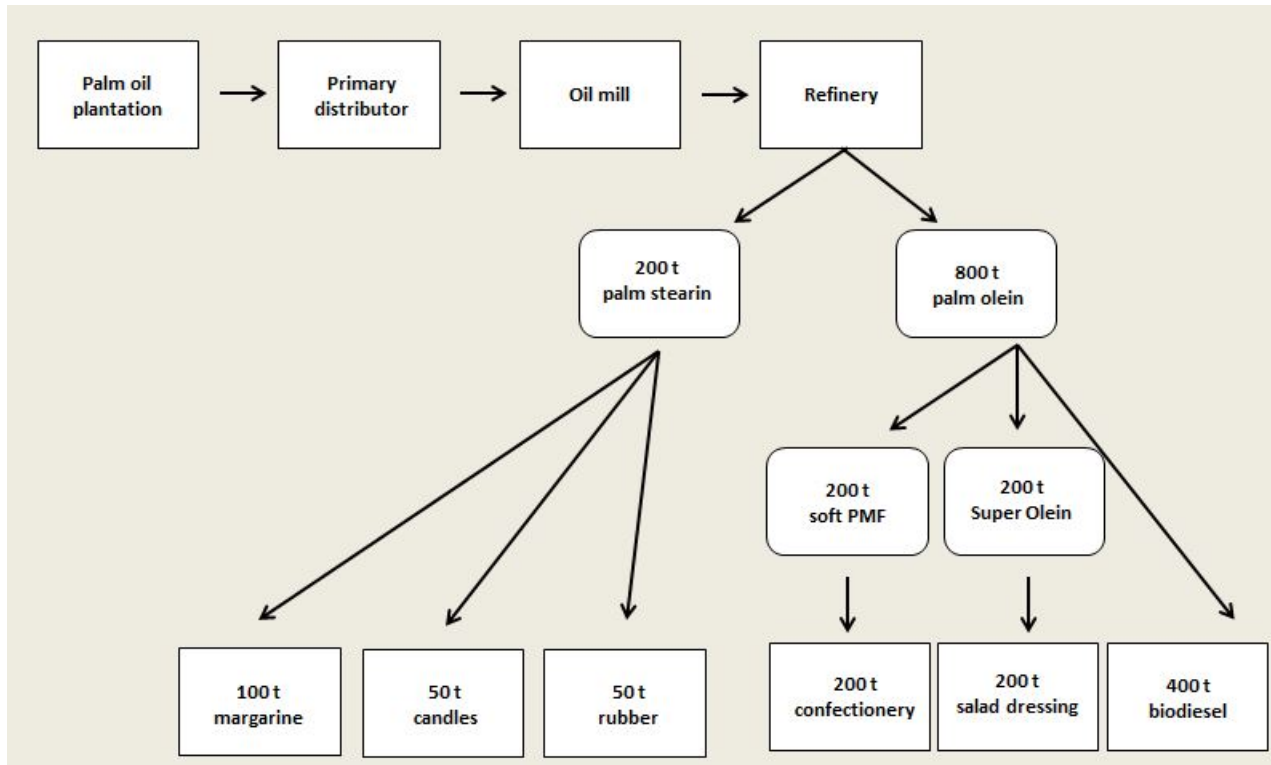 Palm oil
plantation
Primary
distributor
Oil mill
Refinery
200 t
palm stearin
800 t
palm olein
200 t
soft PMF
200 t
Super Olein
100 t
margarine
50 t
candles
50 t
rubber
200 t
confectionery
200 t
salad dressing
400 t
biodiesel